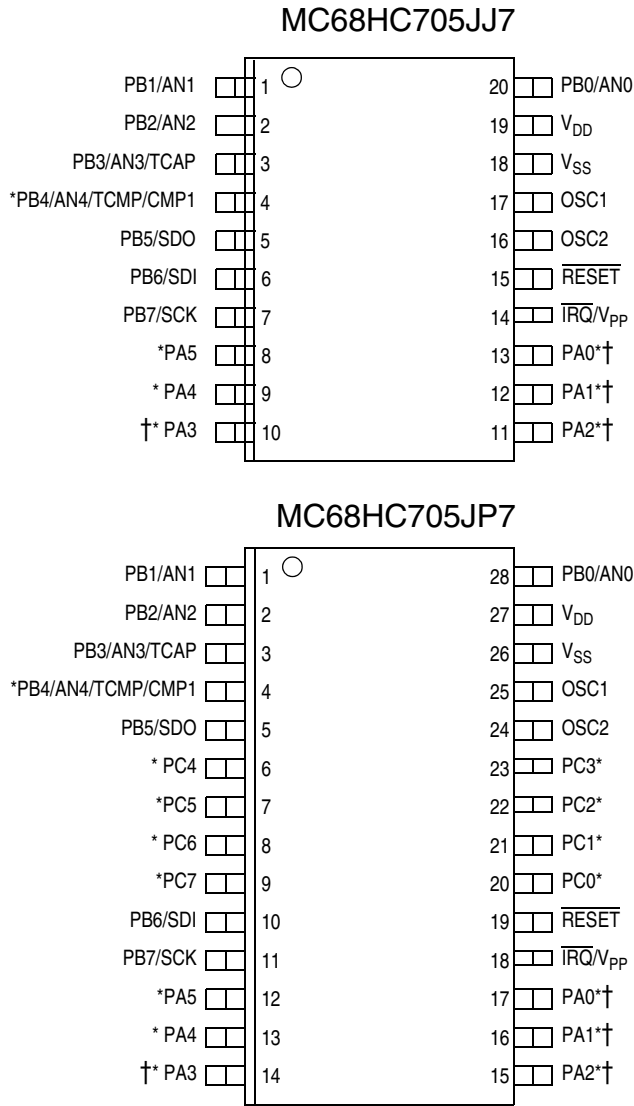 MC68HC705JJ7
PB1/AN1 1 20 PB0/AN0
PB2/AN2 2 19 VDD
PB3/AN3/TCAP 3 18 VSS
*PB4/AN4/TCMP/CMP1 4 17 OSC1
PB5/SDO 5 16 OSC2
PB6/SDI 6 15 RESET
PB7/SCK 7 14 IRQ/VPP
*PA5 8 13 PA0*†
* PA4 9 12 PA1*†
†* PA3 10 11 PA2*†
MC68HC705JP7
PB1/AN1 1 28 PB0/AN0
PB2/AN2 2 27 VDD
PB3/AN3/TCAP 3 26 VSS
*PB4/AN4/TCMP/CMP1 4 25 OSC1
PB5/SDO 5 24 OSC2
* PC4 6 23 PC3*
*PC5 7 22 PC2*
* PC6 8 21 PC1*
*PC7 9 20 PC0*
PB6/SDI 10 19 RESET
PB7/SCK 11 18 IRQ/VPP
*PA5 12 17 PA0*†
* PA4 13 16 PA1*†
†* PA3 14 15 PA2*†